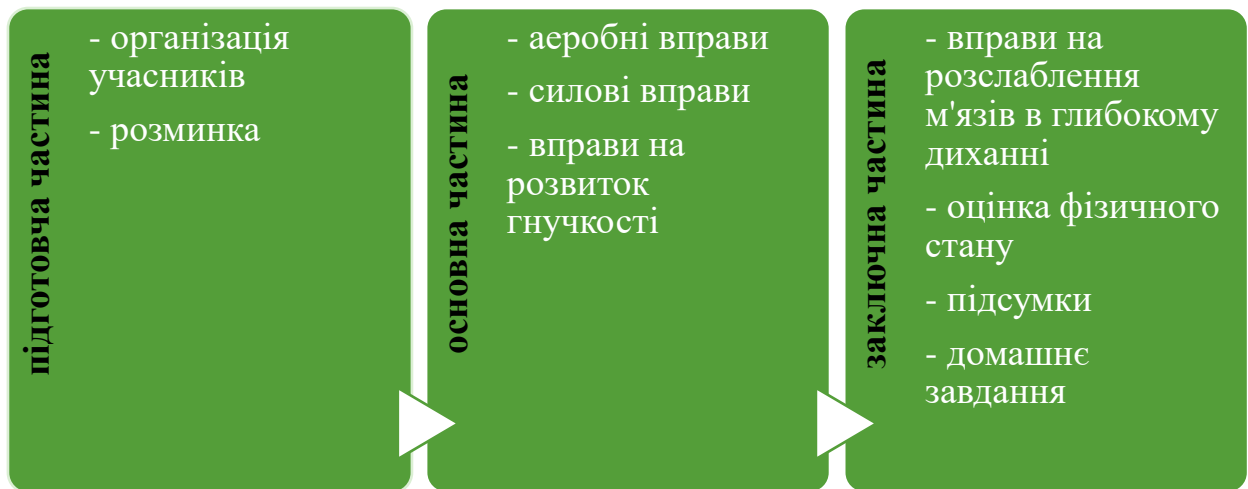 підготовча частина
- організація
учасників
- розминка
основна частина
- аеробні вправи
- силові вправи
- вправи на
розвиток
гнучкості
заключна частина
- вправи на
розслаблення
м'язів в глибокому
диханні
- оцінка фізичного
стану
- підсумки
- домашнє
завдання